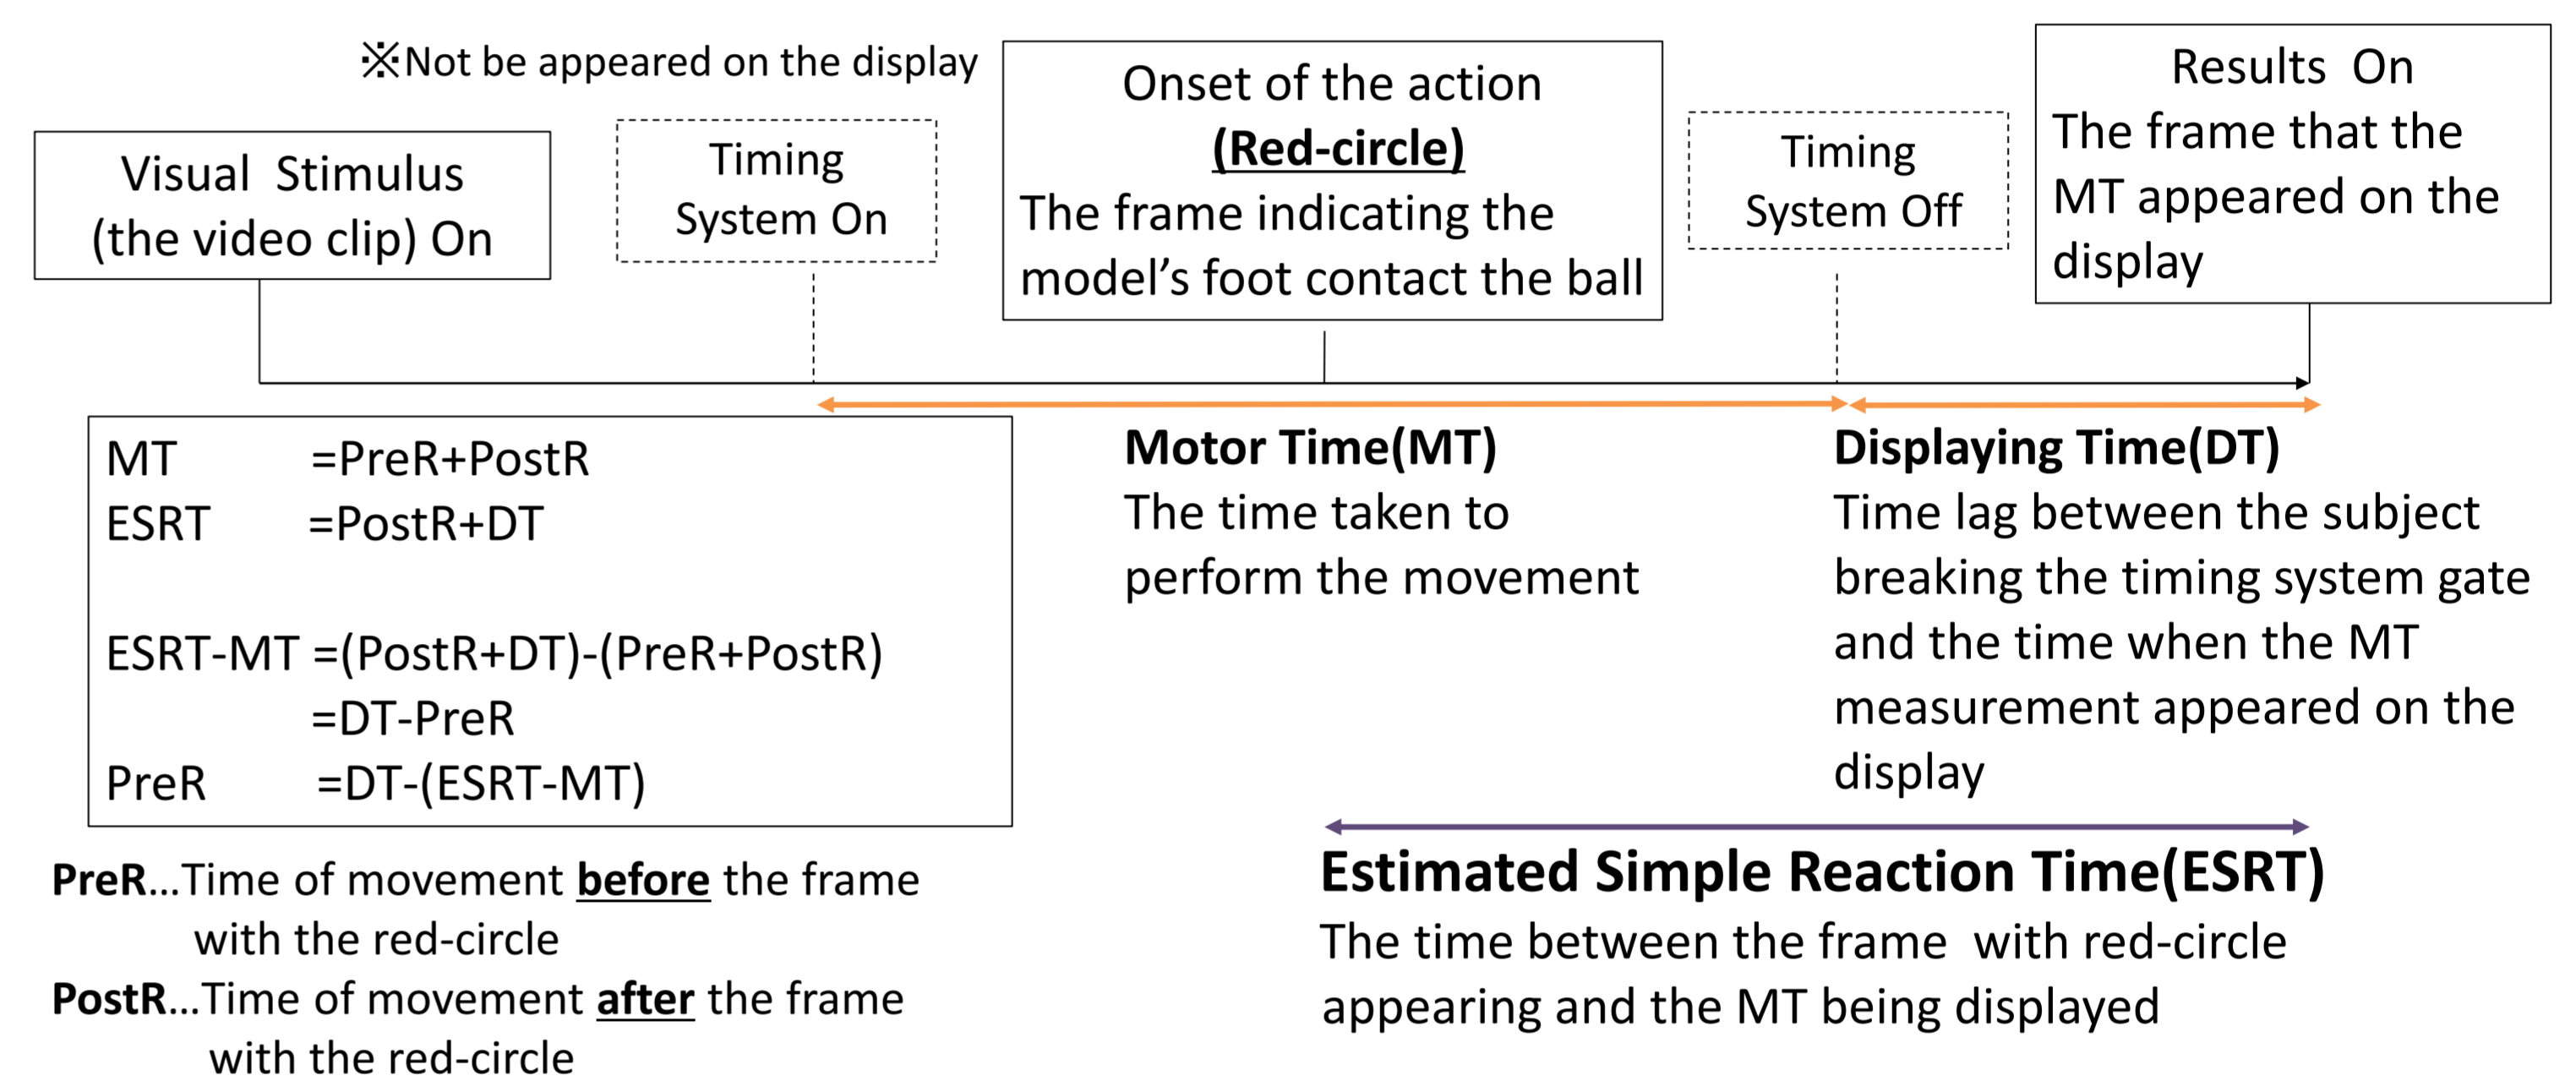 ※Not be appeared on the display
Visual Stimulus
(the video clip) On
Timing
System On
Onset of the action
(Red-circle)
The frame indicating the
model’s foot contact the ball
Timing
System Off
Results On
The frame that the
MT appeared on the
display
MT =PreR+PostR
ESRT =PostR+DT
ESRT-MT =(PostR+DT)-(PreR+PostR)
=DT-PreR
PreR =DT-(ESRT-MT)
PreR...Time of movement before the frame
with the red-circle
PostR...Time of movement after the frame
with the red-circle
Motor Time(MT)
The time taken to
perform the movement
Displaying Time(DT)
Time lag between the subject
breaking the timing system gate
and the time when the MT
measurement appeared on the
display
Estimated Simple Reaction Time(ESRT)
The time between the frame with red-circle
appearing and the MT being displayed